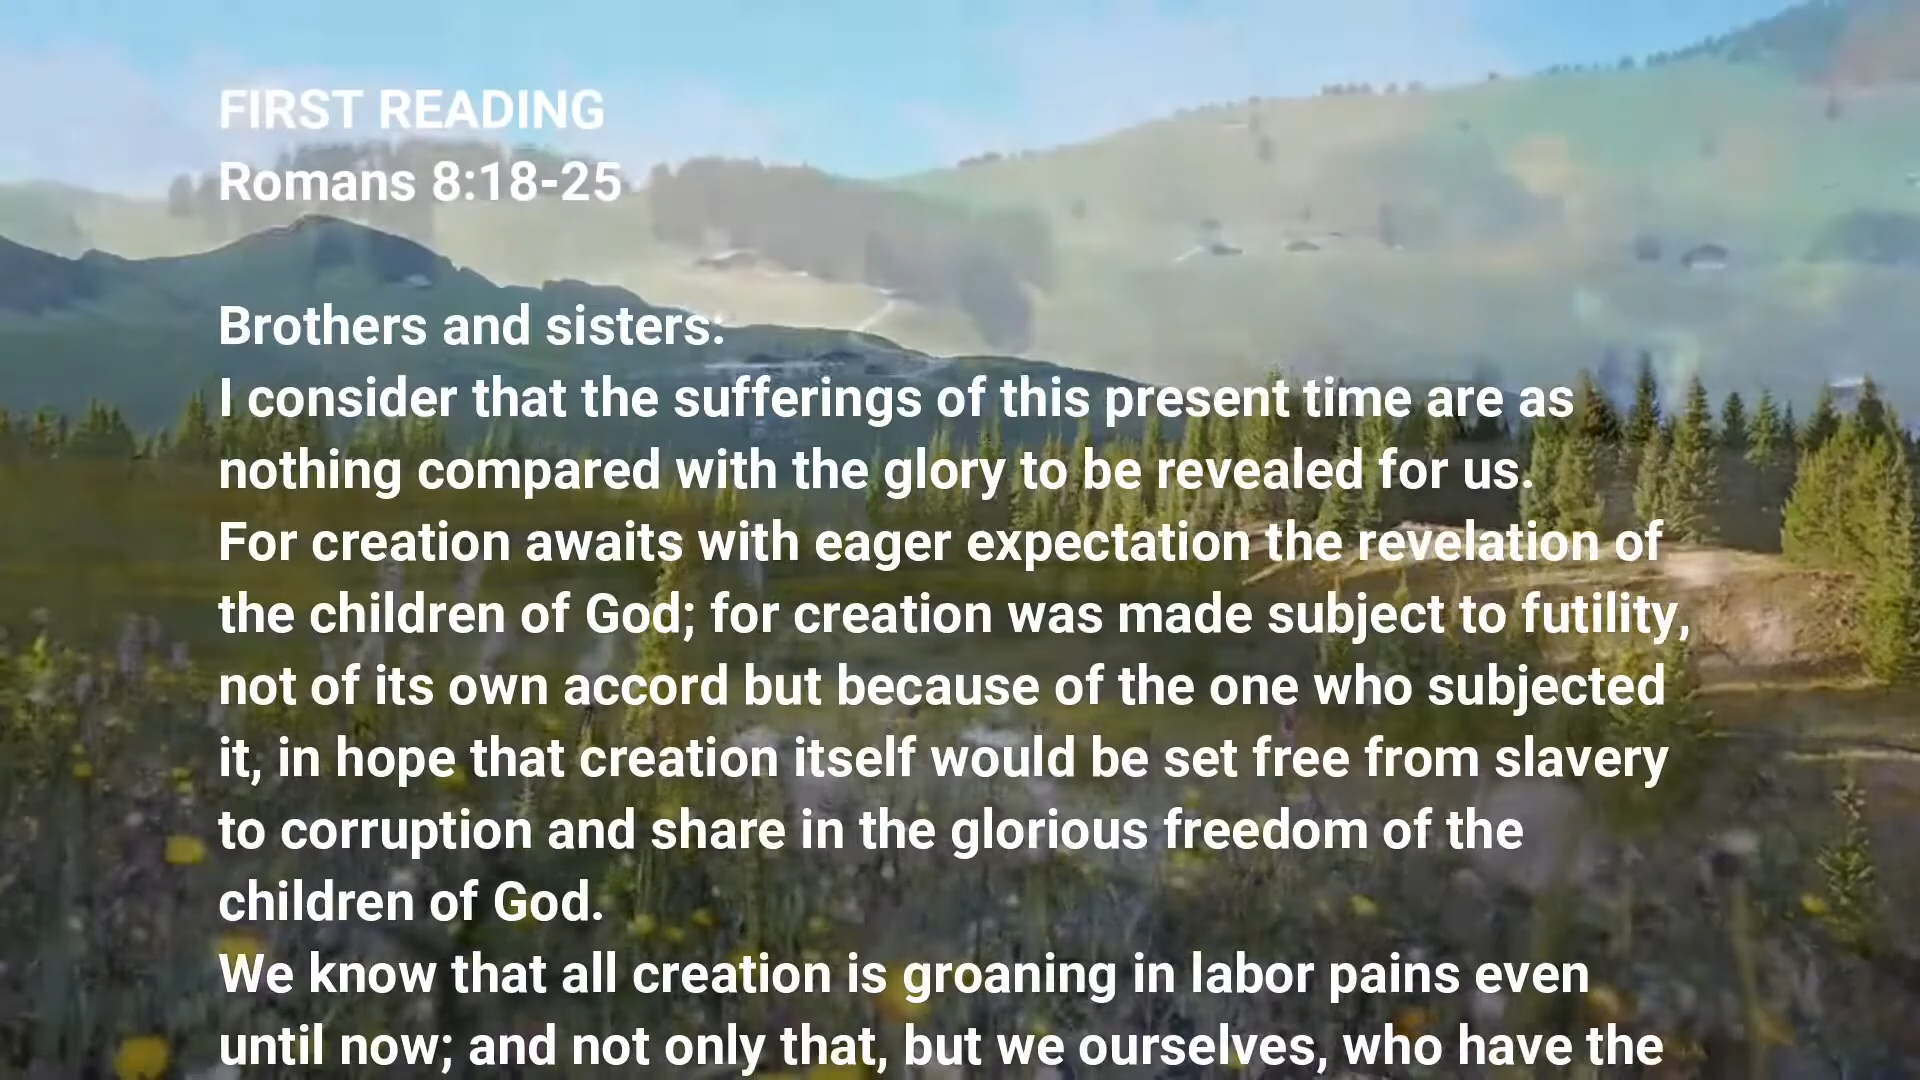 FIRST READING
Romans 8:18-25
Brothers and sisters:
I consider that the sufferings of this present time are as
nothing compared with the glory to be revealed for us.
For creation awaits with eager expectation the revelation of
the children of God; for creation was made subject to futility,
not of its own accord but because of the one who subjected
it, in hope that creation itself would be set free from slavery
to corruption and share in the glorious freedom of the
children of God.
We know that all creation is groaning in labor pains even
until now; and not only that, but we ourselves, who have the